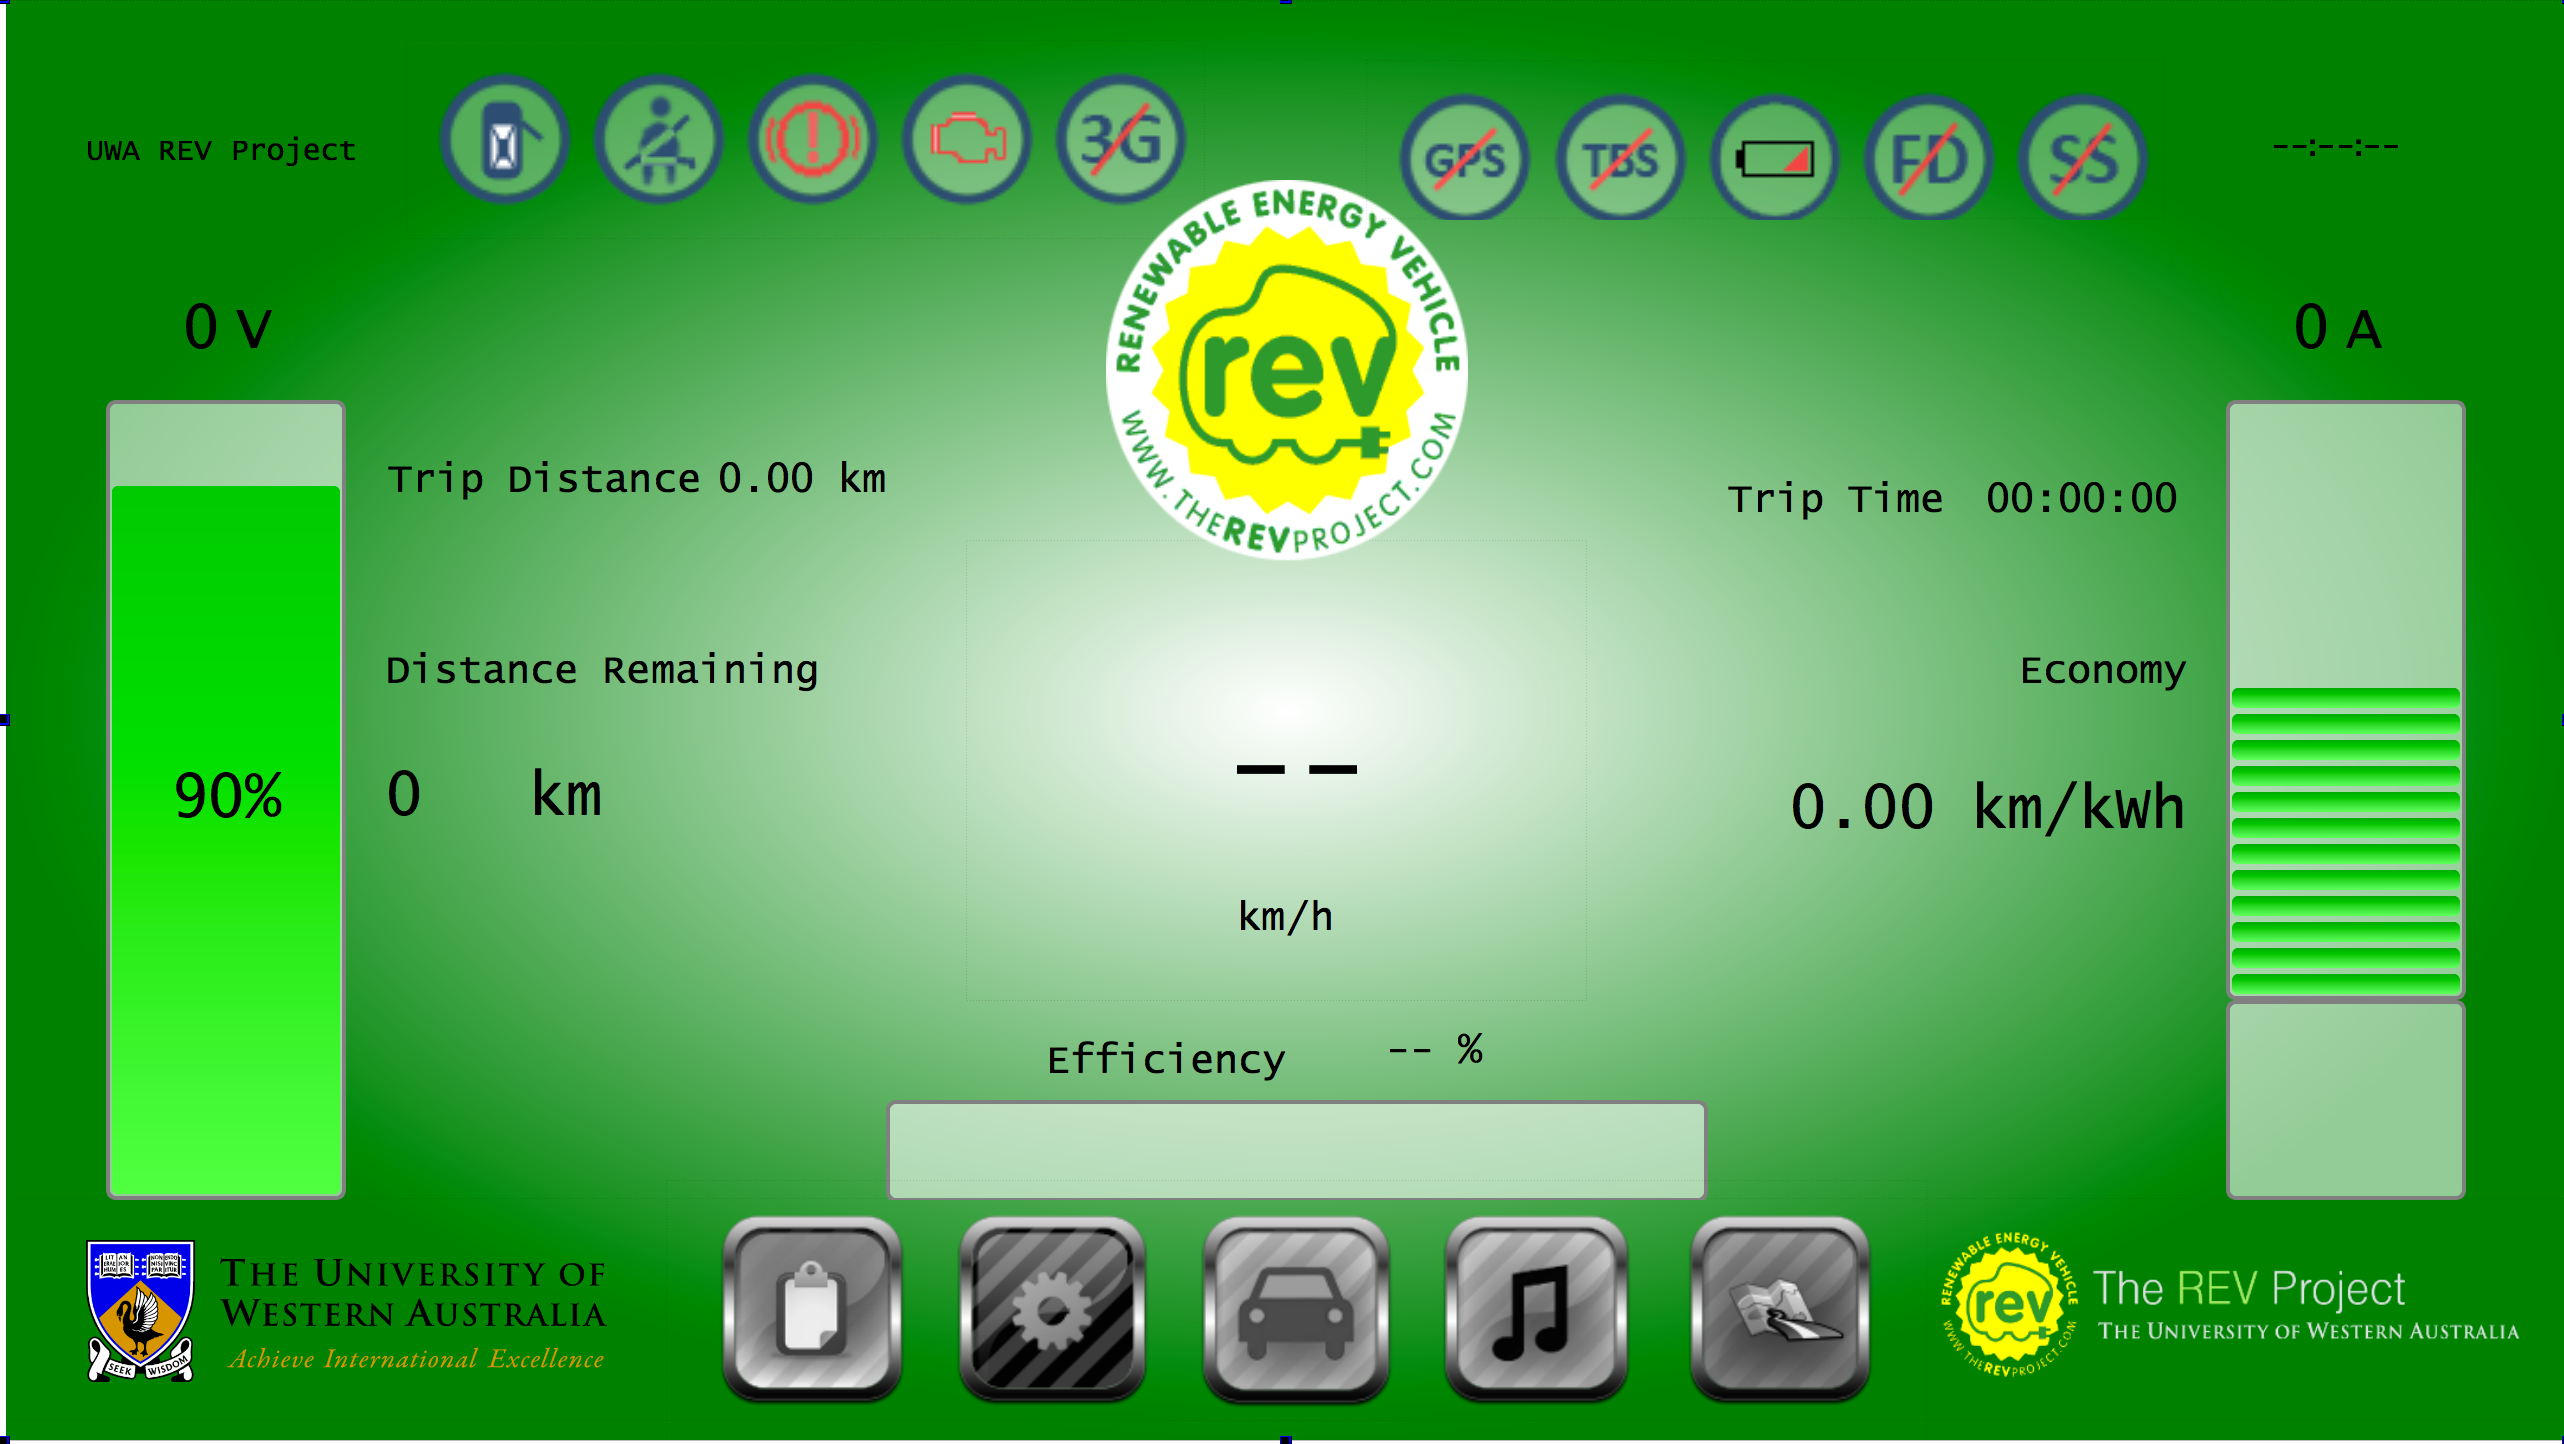 UWA REV Project
3G
GPS
TBS
FD
SS
--:--:--
RENEWABLE ENERGY VEHICLE
rev
WWW.THEREVPROJECT.COM
0 V
0 A
Trip Distance 0.00 km
Trip Time 00:00:00
Distance Remaining
Economy
90%
0 km
--
0.00 km/kWh
km/h
Efficiency -- %
SEEK WISDOM
THE UNIVERSITY OF
WESTERN AUSTRALIA
Achieve International Excellence
RENEWABLE ENERGY VEHICLE
rev
WWW.THEREVPROJECT.COM
The REV Project
THE UNIVERSITY OF WESTERN AUSTRALIA